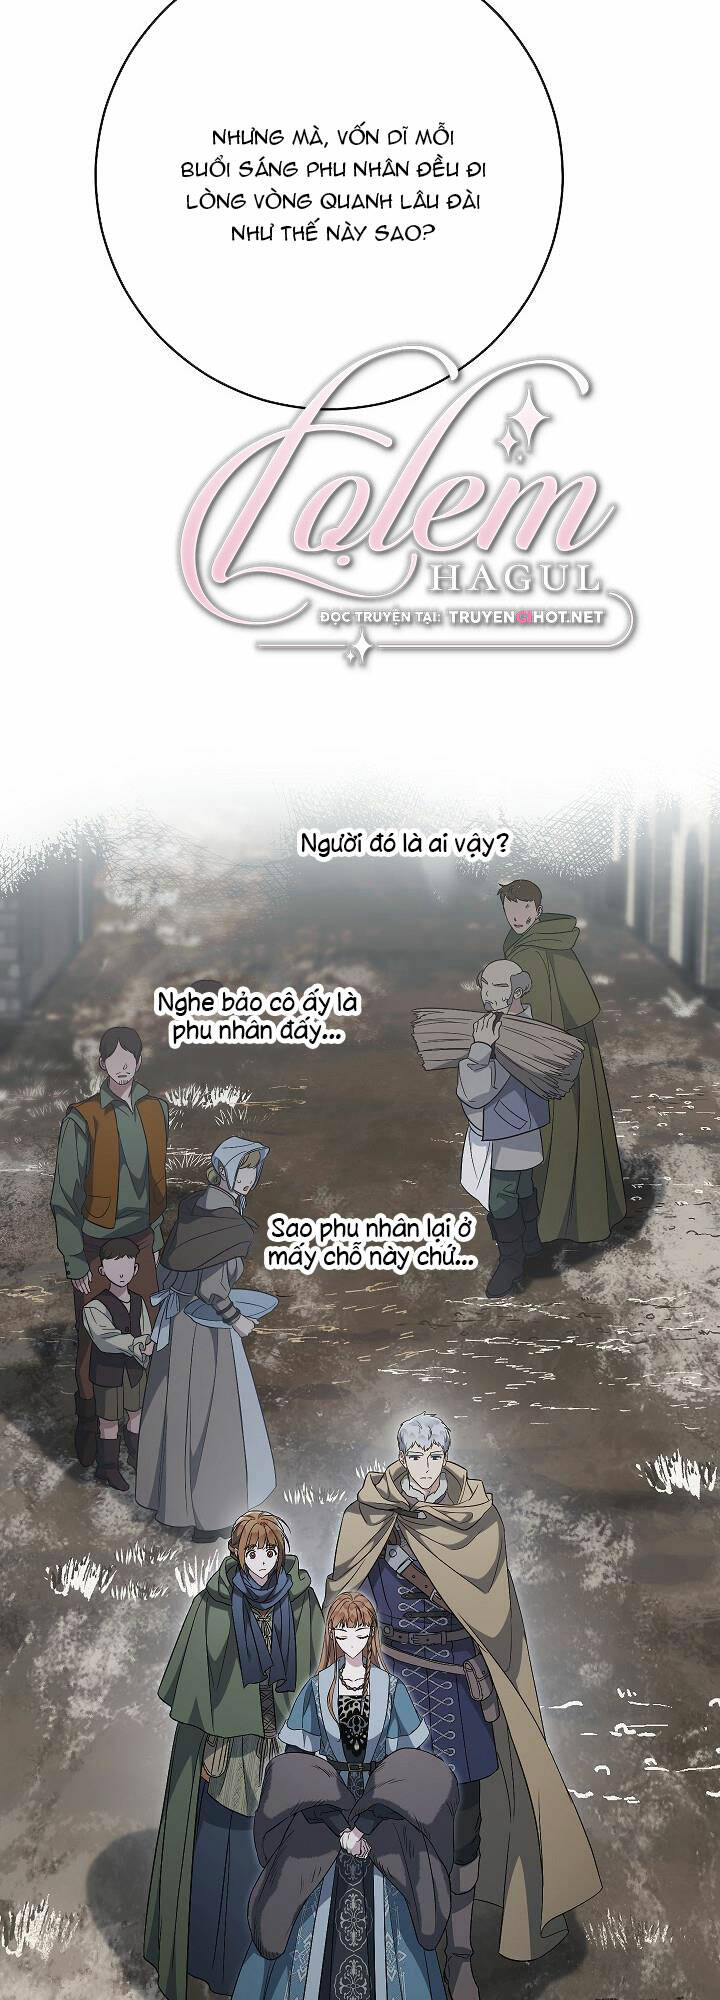 NHƯNG MÀ, VỐN DĨ MỖI
BUỔI SÁNG PHU NHÂN ĐỀU ĐI
LÒNG VÒNG QUANH LÂU ĐÀI
NHƯ THẾ NÀY SAO?
Lọlem
HAGUL
ĐỌC TRUYỆN TẠI: TRUYENGIHOT.NET
Người đó là ai vậy?
Nghe bảo cô ấy là
phu nhân đấy...
Sao phu nhân lại ở
mấy chỗ này chứ...